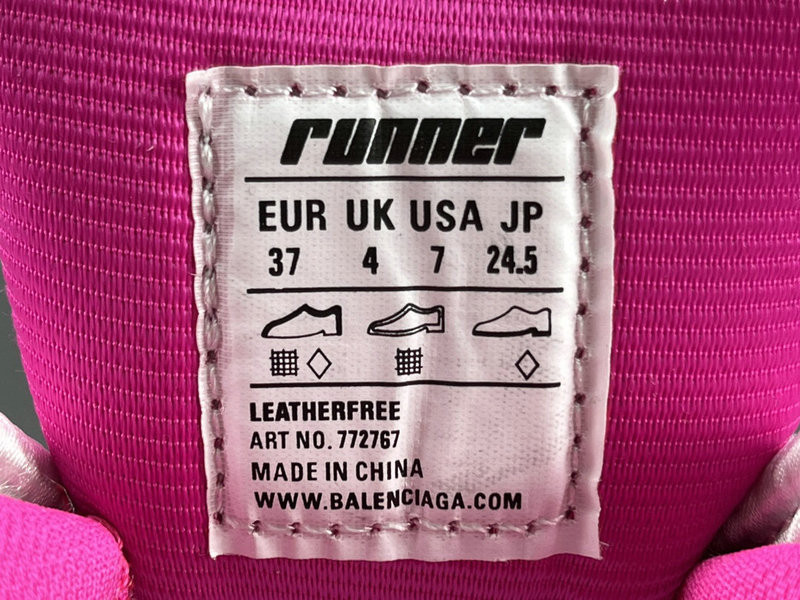 runner
EUR UK USA JP
37 4 7 24.5
LEATHERFREE
ART NO. 772767
MADE IN CHINA
WWW.BALENCIAGA.COM